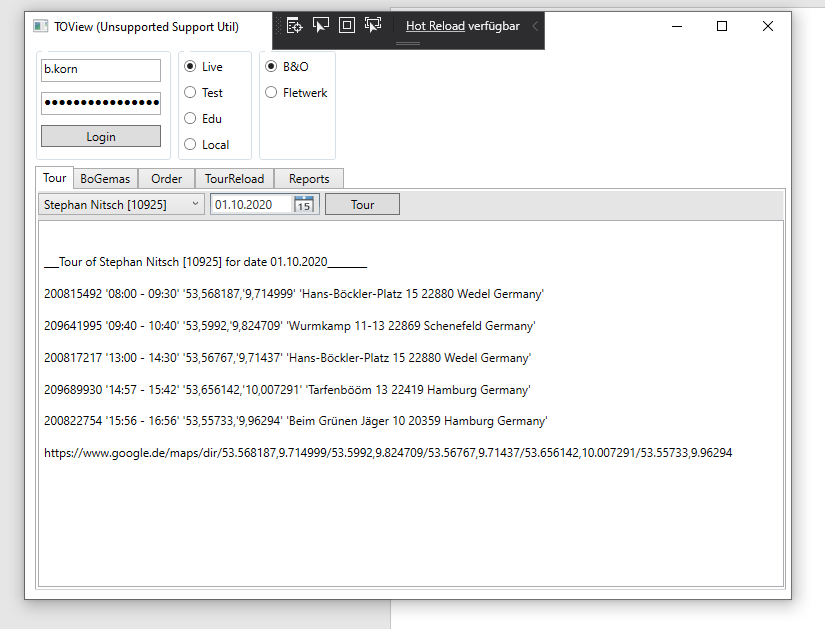 TOView (Unsupported Support Util)
Hot Reload verfügbar
b.korn
●●●●●●●●●●●●●●●●
Login
Live
Test
Edu
Local
B&O
Fletwerk
Tour BoGemas Order TourReload Reports
Stephan Nitsch [10925] 01.10.2020 15 Tour
___Tour of Stephan Nitsch [10925] for date 01.10.2020_______
200815492 '08:00 - 09:30' '53,568187,'9,714999' 'Hans-Böckler-Platz 15 22880 Wedel Germany'
209641995 '09:40 - 10:40' '53,5992,'9,824709' 'Wurmkamp 11-13 22869 Schenefeld Germany'
200817217 '13:00 - 14:30' '53,56767,'9,71437' 'Hans-Böckler-Platz 15 22880 Wedel Germany'
209689930 '14:57 - 15:42' '53,656142,'10,007291' 'Tarfenbööm 13 22419 Hamburg Germany'
200822754 '15:56 - 16:56' '53,55733,'9,96294' 'Beim Grünen Jäger 10 20359 Hamburg Germany'
https://www.google.de/maps/dir/53.568187,9.714999/53.5992,9.824709/53.56767,9.71437/53.656142,10.007291/53.55733,9.96294